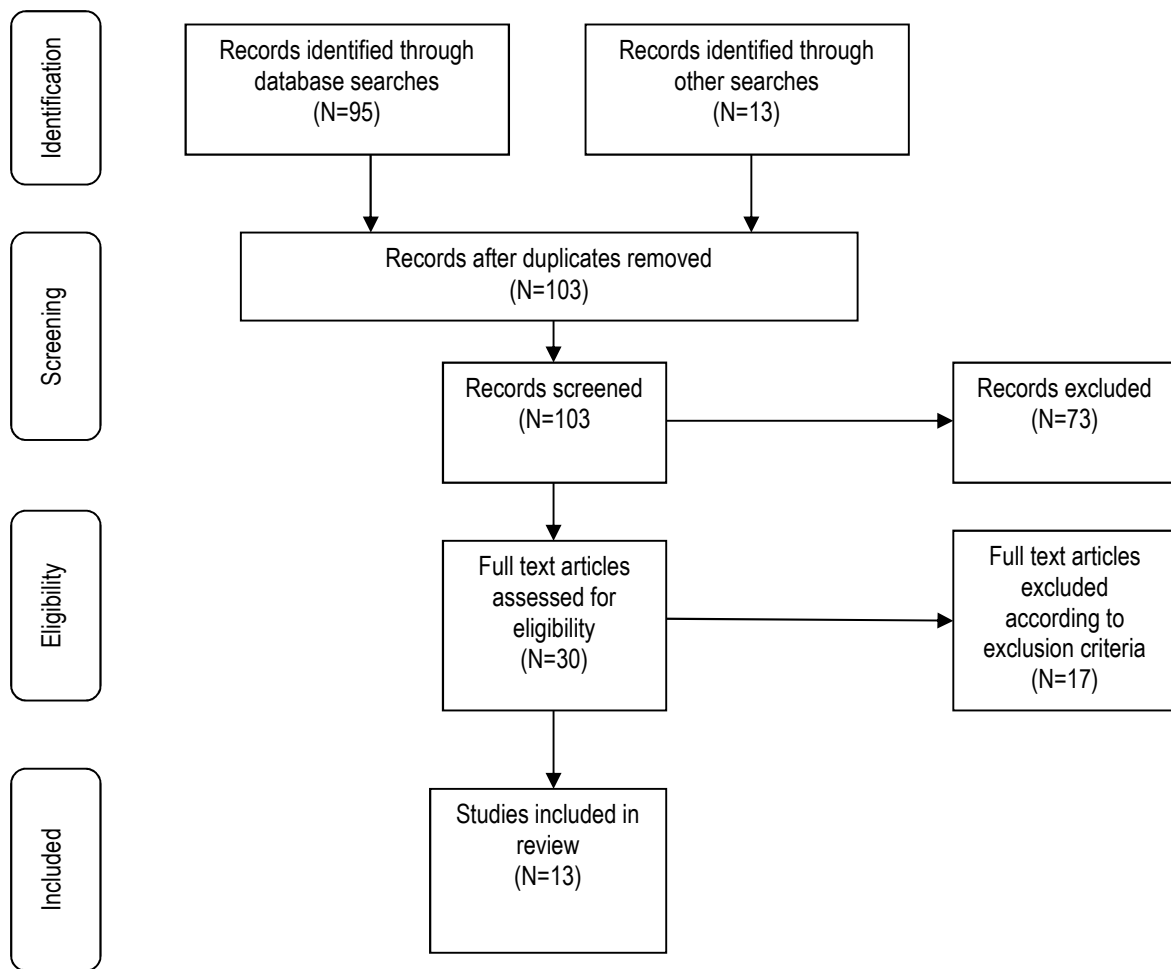 Identification
Records identified through
database searches
(N=95)
Records identified through
other searches
(N=13)
Screening
Records after duplicates removed
(N=103)
Records screened
(N=103
Records excluded
(N=73)
Eligibility
Full text articles
assessed for
eligibility
(N=30)
Full text articles
excluded
according to
exclusion criteria
(N=17)
Included
Studies included in
review
(N=13)